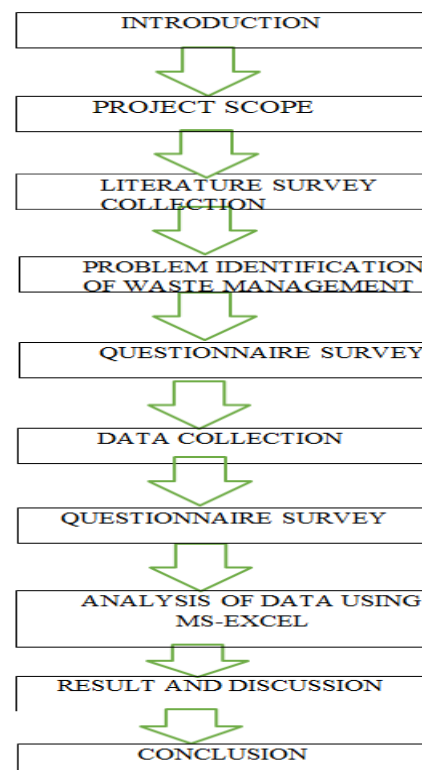 INTRODUCTION
PROJECT SCOPE
LITERATURE SURVEY
COLLECTION
PROBLEM IDENTIFICATION
OF WASTE MANAGEMENT
QUESTIONNAIRE SURVEY
DATA COLLECTION
QUESTIONNAIRE SURVEY
ANALYSIS OF DATA USING
MS-EXCEL
RESULT AND DISCUSSION
CONCLUSION